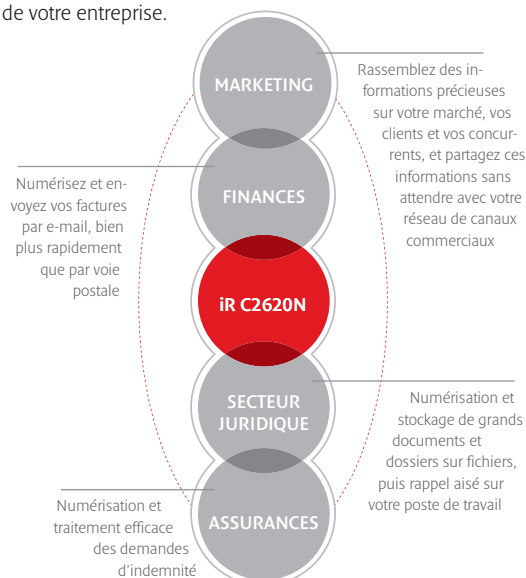 de votre entreprise.
MARKETING
Rassemblez des in-
formations précieuses
sur votre marché, vos
clients et vos concur-
rents, et partagez ces
informations sans
attendre avec votre
réseau de canaux
commerciaux
Numérisez et en-
voyez vos factures
par e-mail, bien
plus rapidement
que par voie
postale
FINANCES
iR C2620N
SECTEUR
JURIDIQUE
Numérisation et
stockage de grands
documents et
dossiers sur fichiers,
puis rappel aisé sur
votre poste de travail
Numérisation et
traitement efficace
des demandes
d'indemnité
ASSURANCES